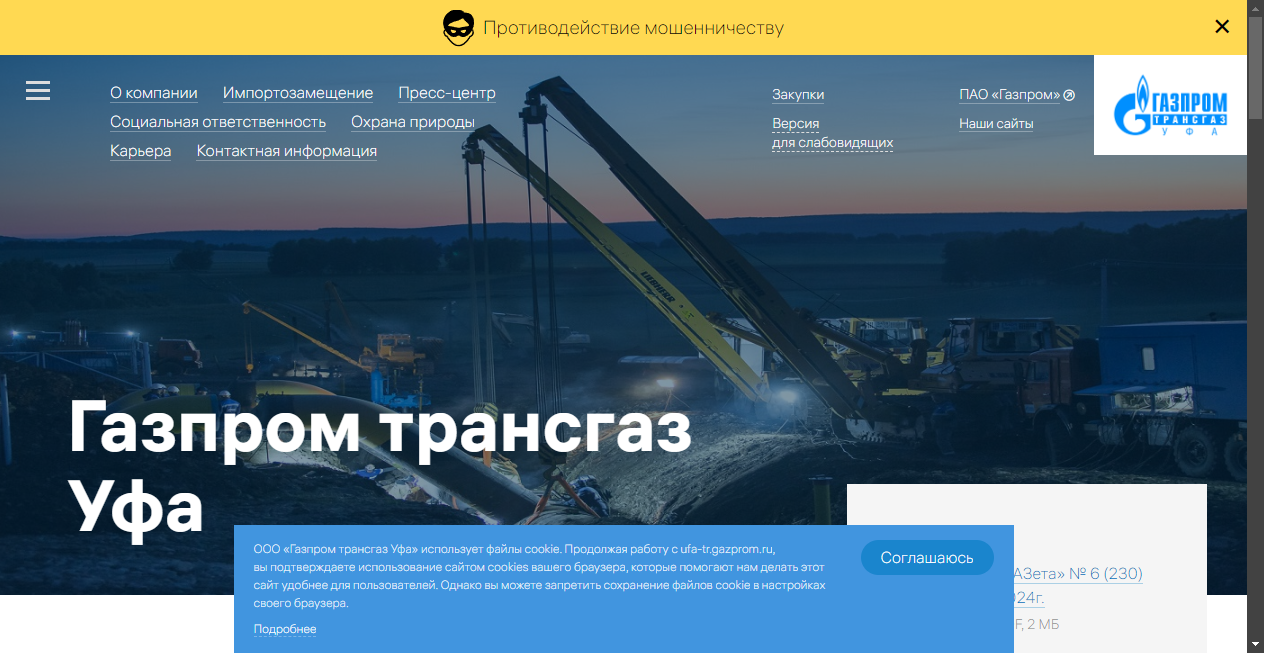 Противодействие мошенничеству
О компании Импортозамещение Пресс-центр
Социальная ответственность Охрана природы
Карьера Контактная информация
Закупки
Версия
для слабовидящих
ПАО «Газпром»
Наши сайты
ГАЗПРОМ
ТРАНСГАЗ
УФА
LIEBHERR
Газпром трансгаз
Уфа
ООО «Газпром трансгаз Уфа» использует файлы cookie. Продолжая работу с ufa-tr.gazprom.ru,
вы подтверждаете использование сайтом cookies вашего браузера, которые помогают нам делать этот
сайт удобнее для пользователей. Однако вы можете запретить сохранение файлов cookie в настройках
своего браузера.
Подробнее
Соглашаюсь
АЗета» № 6 (230)
24г.
F, 2 МБ